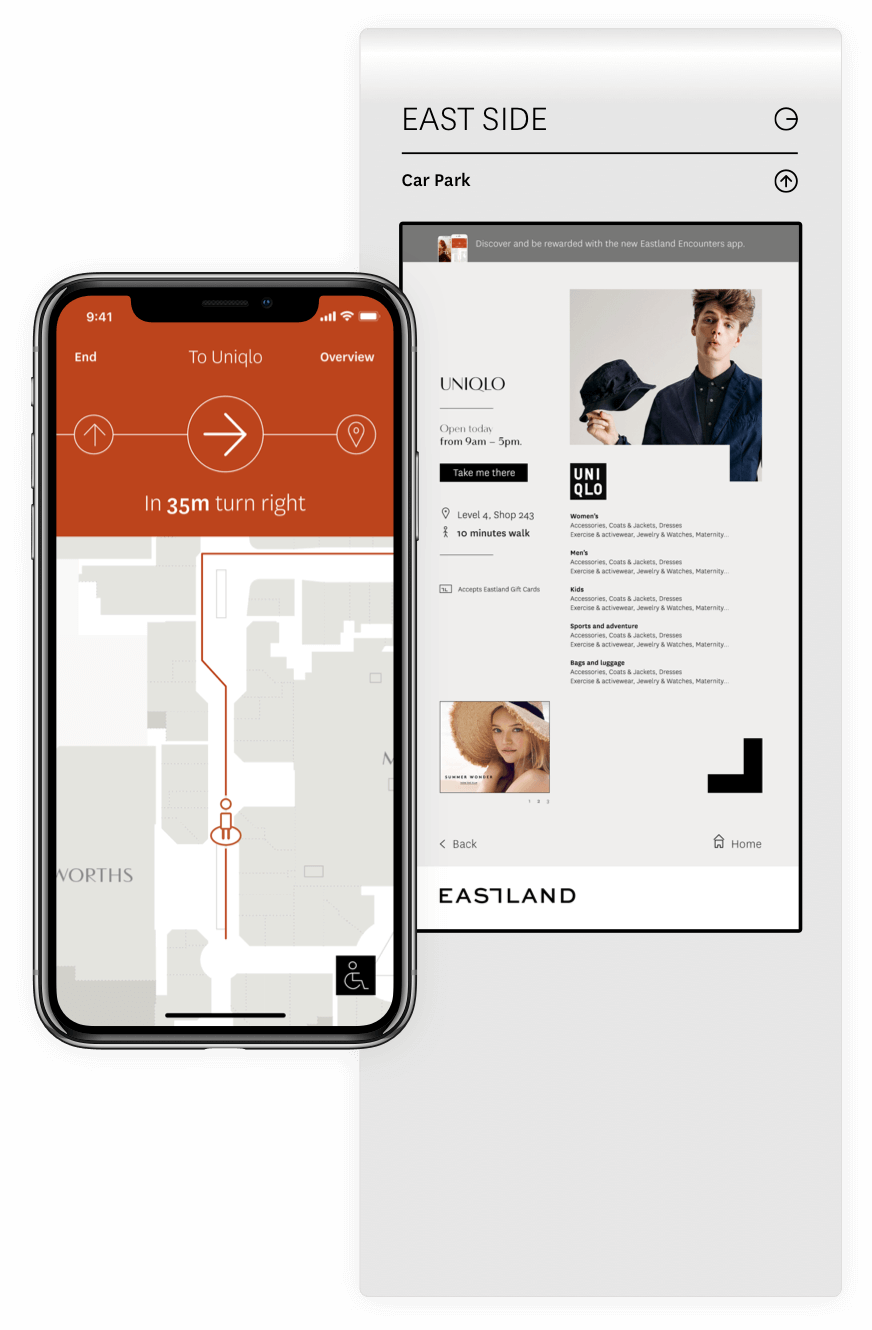 EAST SIDE
Car Park
Discover and be rewarded with the new Eastland Encounters app.
UNIQLO
Open today
from 9am – 5pm.
Take me there
Level 4, Shop 243
10 minutes walk
Accepts Eastland Gift Cards
SUMMER WONDER
1 2 3
UNI
QLO
Women's
Accessories, Coats & Jackets, Dresses
Exercise & activewear, Jewelry & Watches, Maternity...
Men's
Accessories, Coats & Jackets, Dresses
Exercise & activewear, Jewelry & Watches, Maternity...
Kids
Accessories, Coats & Jackets, Dresses
Exercise & activewear, Jewelry & Watches, Maternity...
Sports and adventure
Accessories, Coats & Jackets, Dresses
Exercise & activewear, Jewelry & Watches, Maternity...
Bags and luggage
Accessories, Coats & Jackets, Dresses
Exercise & activewear, Jewelry & Watches, Maternity...
Back
Home
EASTLAND
9:41
End
To Uniqlo
Overview
In 35m turn right
M
WORTHS